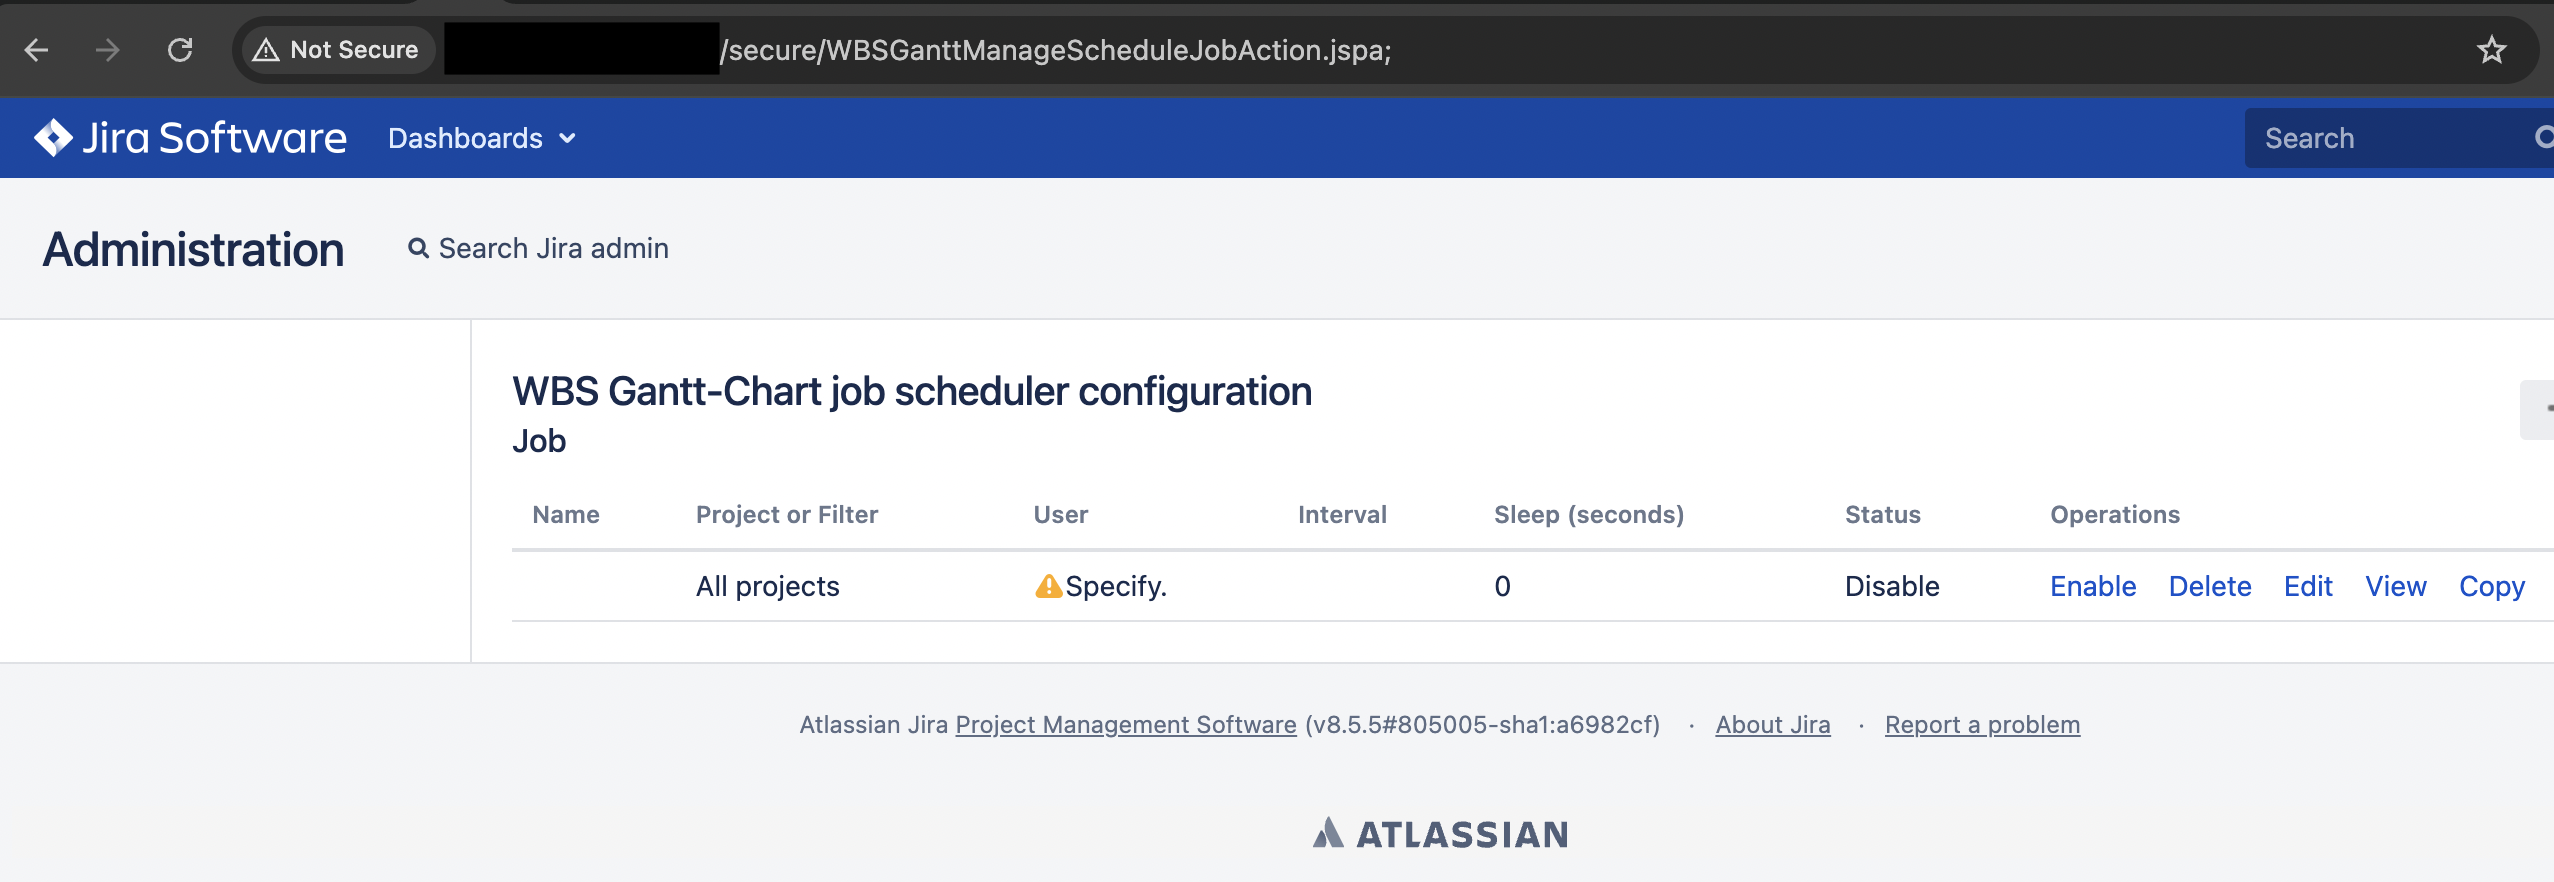 Not Secure /secure/WBSGanttManageScheduleJobAction.jspa;
Jira Software Dashboards Search
Administration Search Jira admin
WBS Gantt-Chart job scheduler configuration
Job
Name Project or Filter User Interval Sleep (seconds) Status Operations
All projects Specify. 0 Disable Enable Delete Edit View Copy
Atlassian Jira Project Management Software (v8.5.5#805005-sha1:a6982cf) · About Jira · Report a problem
ATLASSIAN